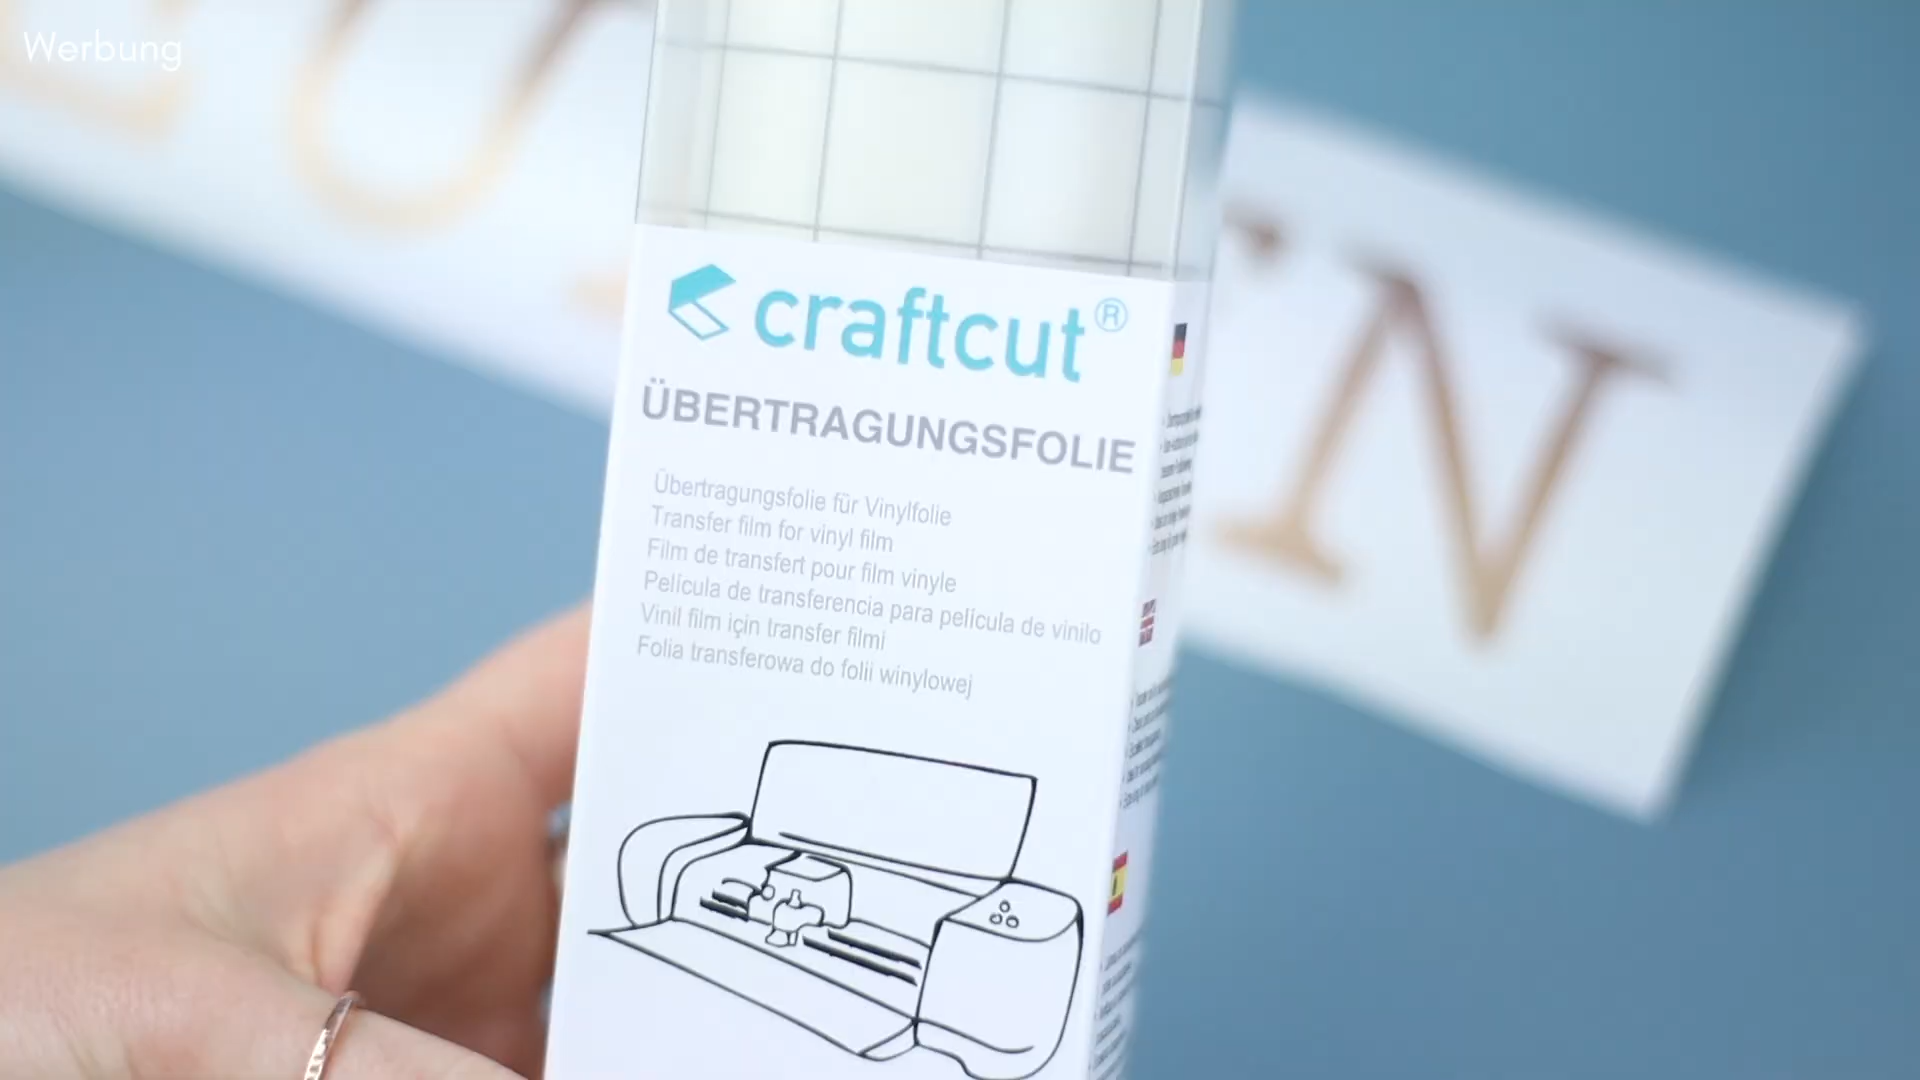 Werbung
craftcut®
ÜBERTRAGUNGSFOLIE
Übertragungsfolie für Vinylfolie
Transfer film for vinyl film
Film de transfert pour film vinyle
Película de transferencia para película de vinilo
Vinil film için transfer filmi
Folia transferowa do folii winylowej
N